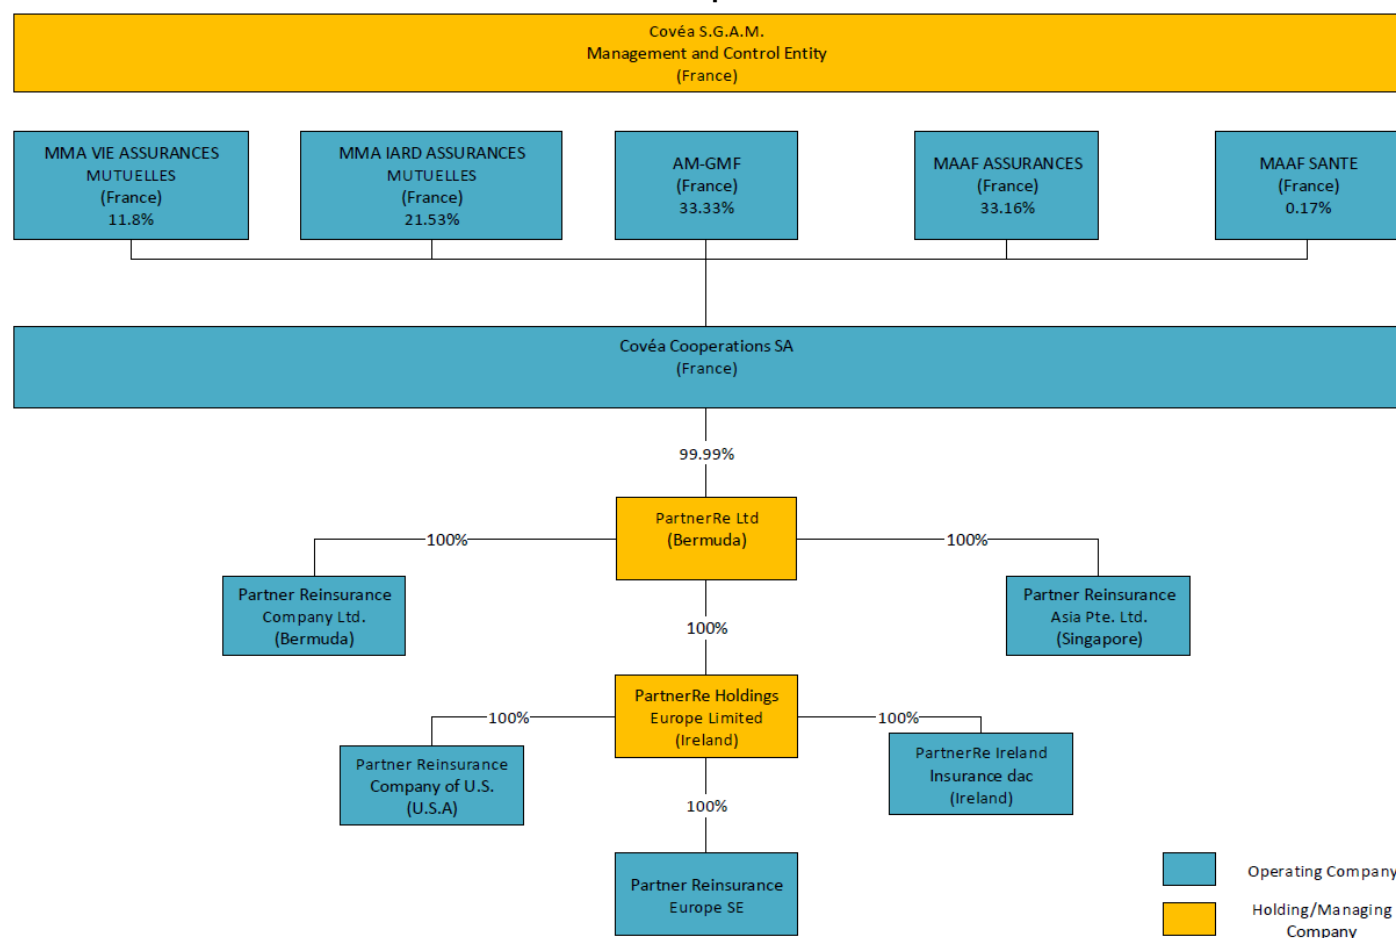 Covéa S.G.A.M.
Management and Control Entity
(France)
MMA VIE ASSURANCES
MUTUELLES
(France)
11.8%
MMA IARD ASSURANCES
MUTUELLES
(France)
21.53%
AM-GMF
(France)
33.33%
MAAF ASSURANCES
(France)
33.16%
MAAF SANTE
(France)
0.17%
Covéa Cooperations SA
(France)
99.99%
PartnerRe Ltd
(Bermuda)
100%
100%
Partner Reinsurance
Company Ltd.
(Bermuda)
Partner Reinsurance
Asia Pte. Ltd.
(Singapore)
100%
PartnerRe Holdings
Europe Limited
(Ireland)
100%
100%
Partner Reinsurance
Company of U.S.
(U.S.A)
PartnerRe Ireland
Insurance dac
(Ireland)
100%
Partner Reinsurance
Europe SE
Operating Company
Holding/Managing
Company